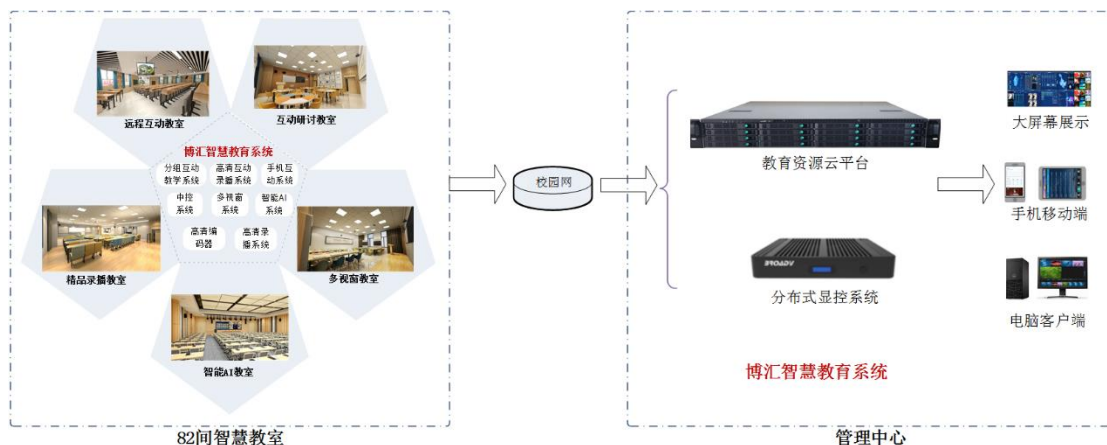 远程互动教室
互动研讨教室
博汇智慧教育系统
分组互动
教学系统
高清互动
录播系统
手机互
动系统
中控
系统
多视窗
系统
智能AI
系统
高清编
码器
高清录
播系统
精品录播教室
多视窗教室
智能AI教室
82间智慧教室
校园网
教育资源云平台
BROADV
分布式显控系统
博汇智慧教育系统
大屏幕展示
手机移动端
电脑客户端
管理中心